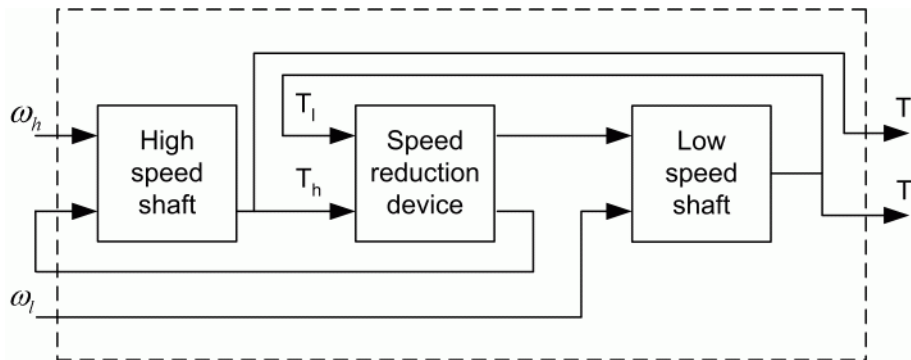 ω_h
High
speed
shaft
T_l
T_h
Speed
reduction
device
Low
speed
shaft
T
T
ω_l